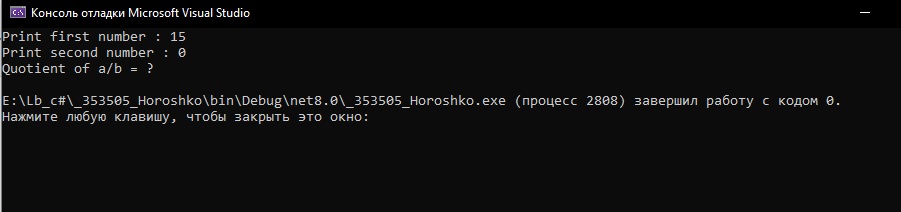 Консоль отладки Microsoft Visual Studio
Print first number : 15
Print second number : 0
Quotient of a/b = ?
E:\Lb_c#\_353505_Horoshko\bin\Debug\net8.0\_353505_Horoshko.exe (процесс 2808) завершил работу с кодом 0.
Нажмите любую клавишу, чтобы закрыть это окно: